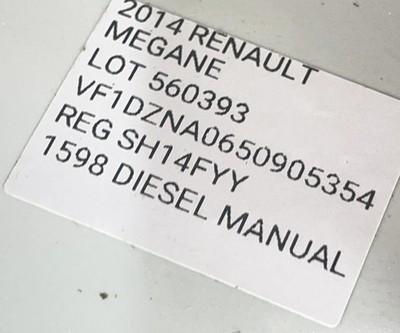 2014 RENAULT
MEGANE
LOT 560393
VF1DZNA0650905354
REG SH14FYY
1598 DIESEL MANUAL